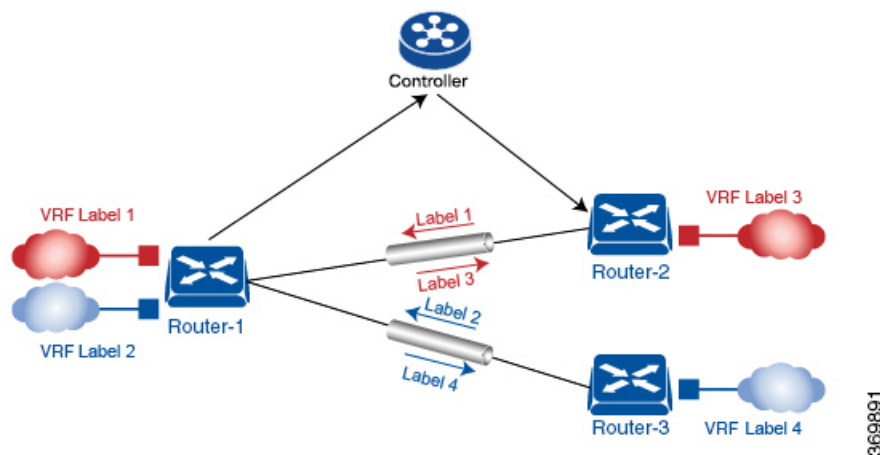 Controller
VRF Label 1
VRF Label 3
Label 1
Label 3
Router-2
Router-1
Label 2
Label 4
VRF Label 2
Router-3
VRF Label 4
369891